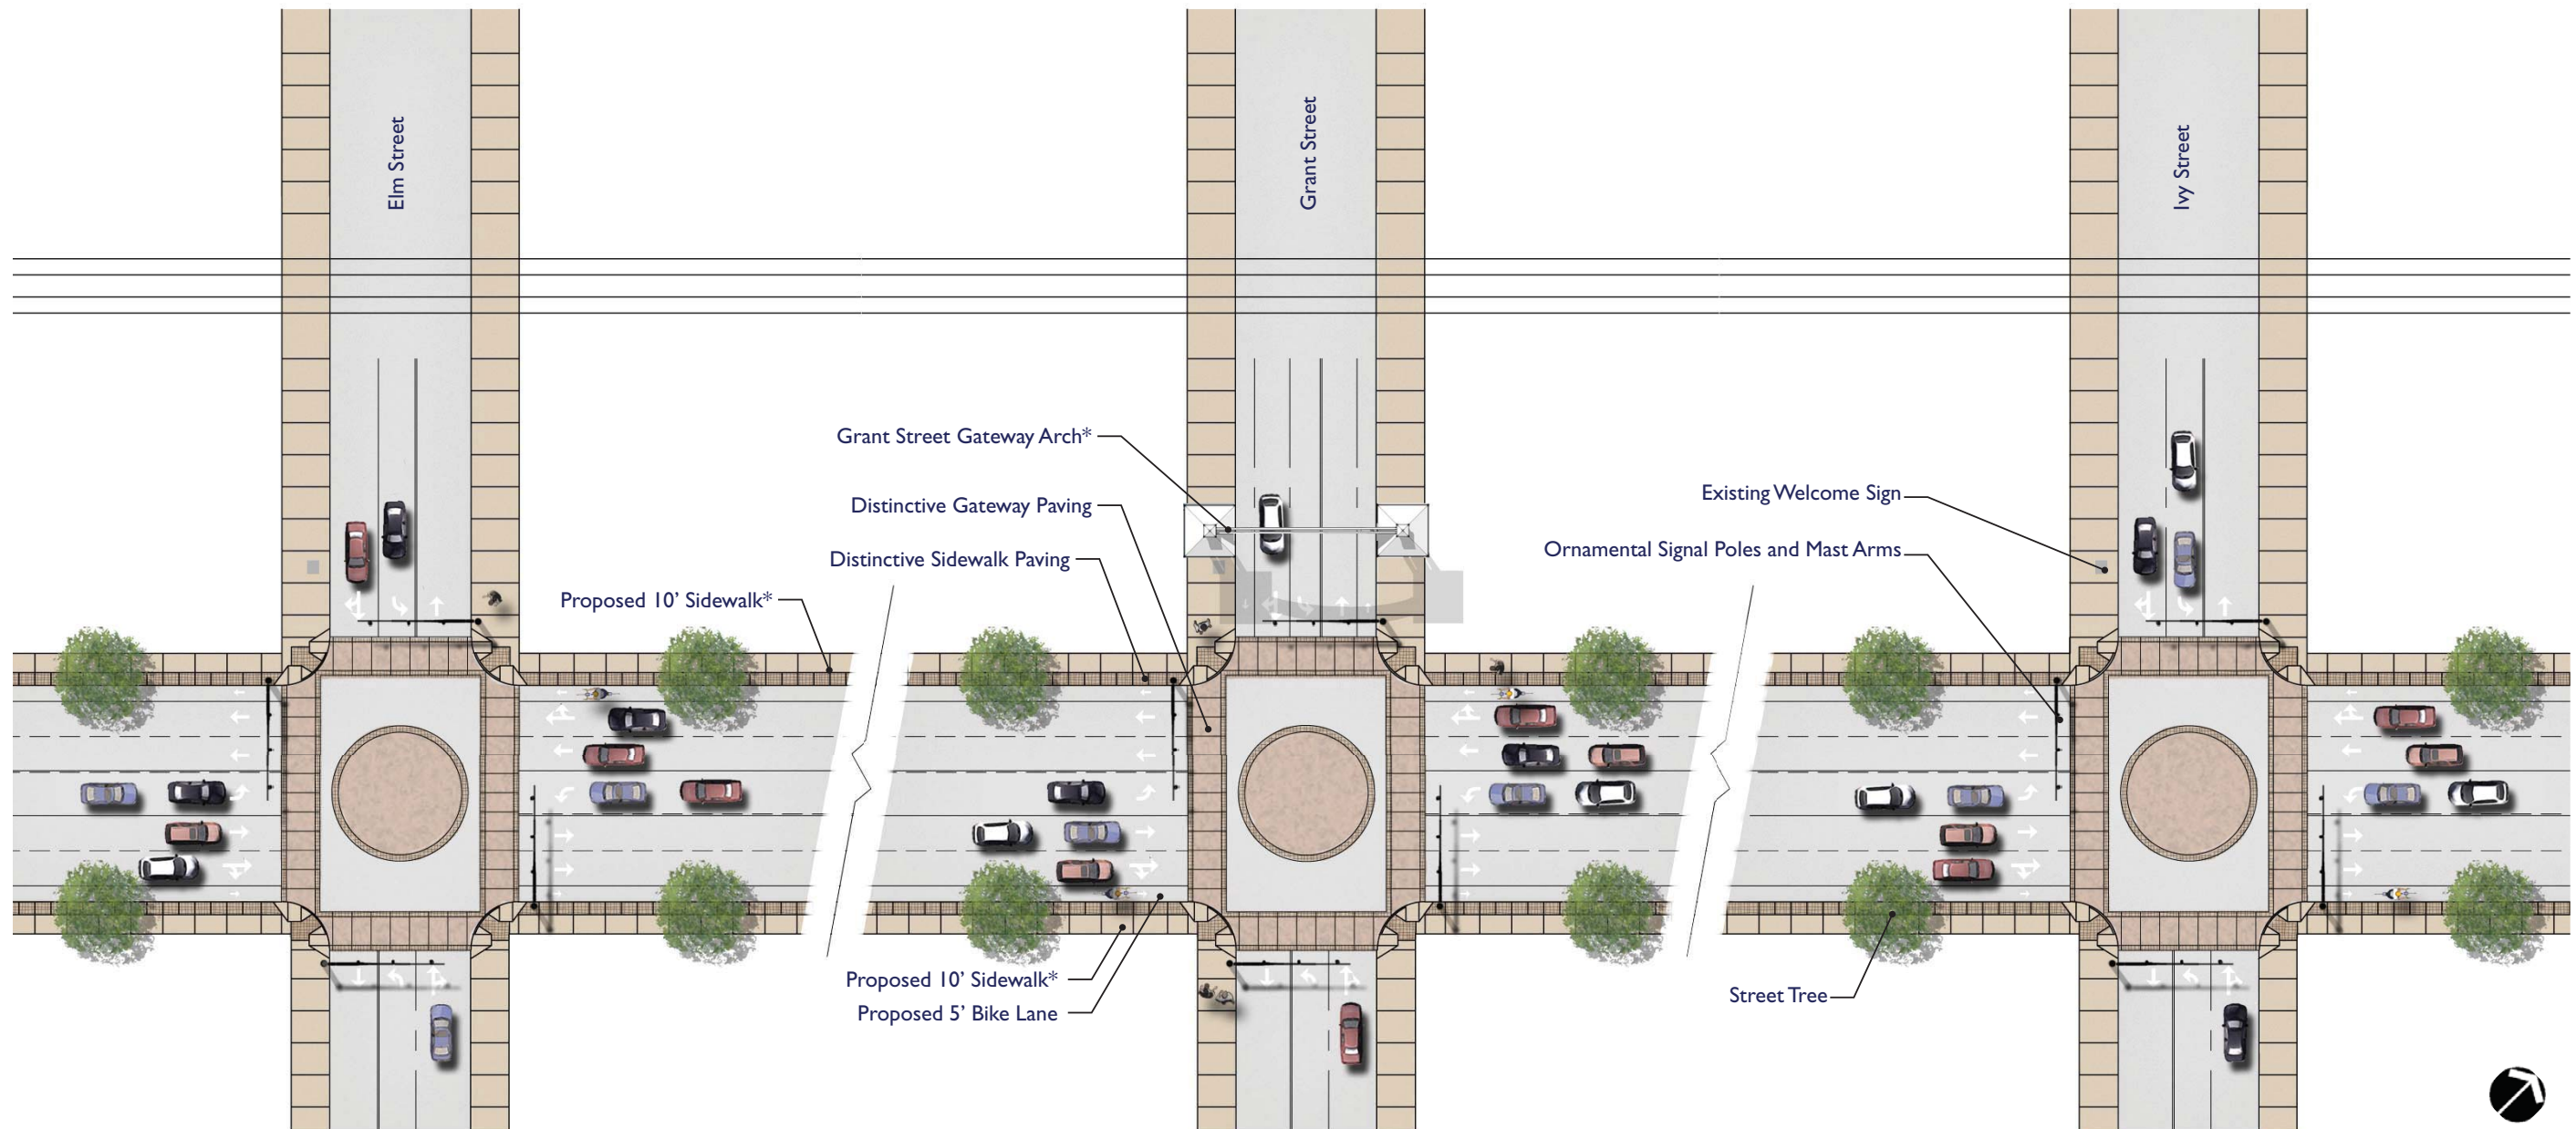 Elm Street
Grant Street
Ivy Street
Grant Street Gateway Arch*
Distinctive Gateway Paving
Distinctive Sidewalk Paving
Proposed 10’ Sidewalk*
Existing Welcome Sign
Ornamental Signal Poles and Mast Arms
Proposed 10’ Sidewalk*
Proposed 5’ Bike Lane
Street Tree